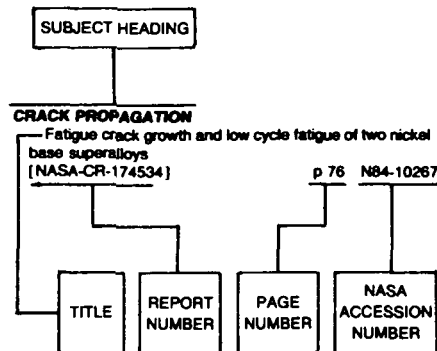 SUBJECT HEADING
CRACK PROPAGATION
Fatigue crack growth and low cycle fatigue of two nickel
base superalloys
[NASA-CR-174534] p 76 N84-10267
TITLE
REPORT
NUMBER
PAGE
NUMBER
NASA
ACCESSION
NUMBER